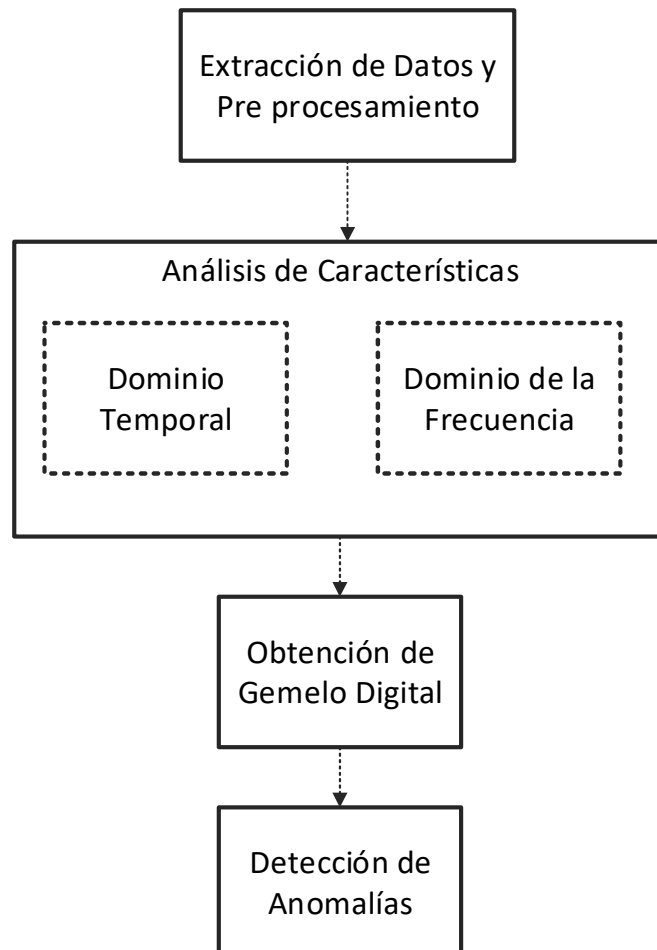 Extracción de Datos y
Pre procesamiento
Análisis de Características
Dominio
Temporal
Dominio de la
Frecuencia
Obtención de
Gemelo Digital
Detección de
Anomalías